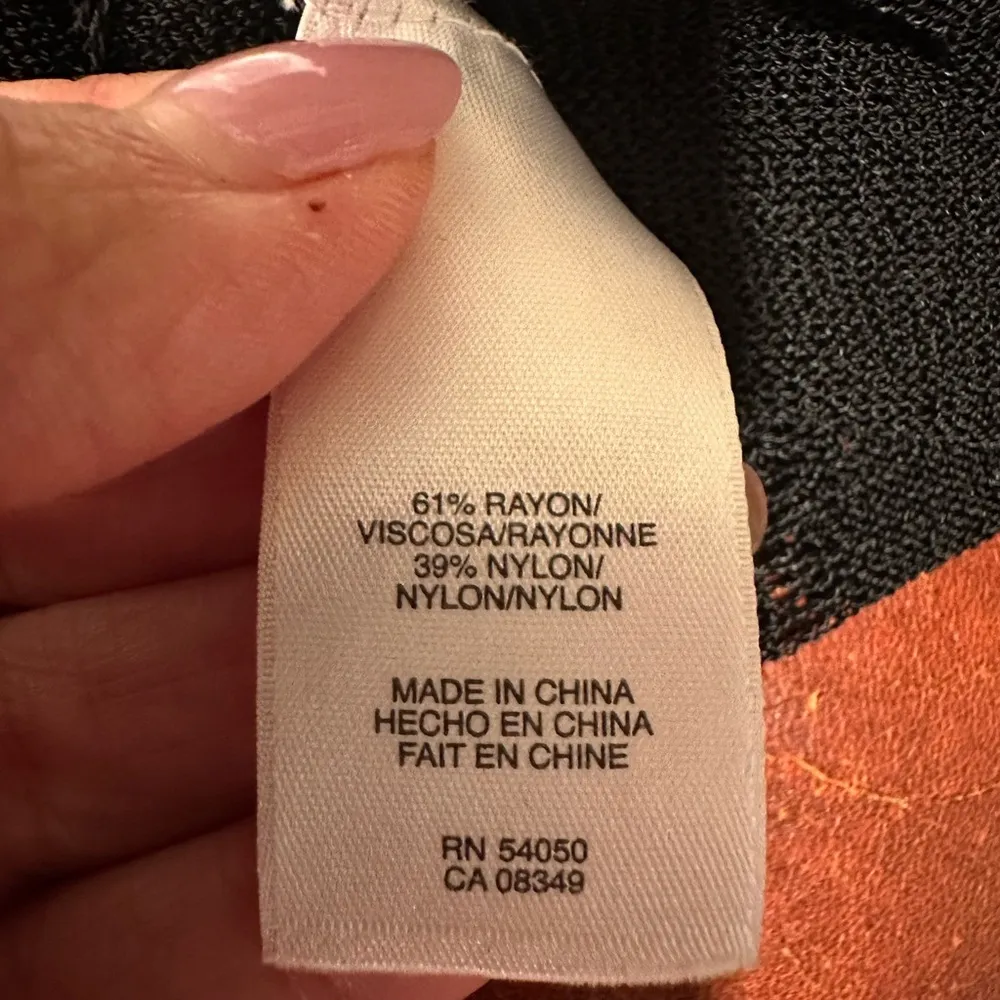 61% RAYON/
VISCOSA/RAYONNE
39% NYLON/
NYLON/NYLON
MADE IN CHINA
HECHO EN CHINA
FAIT EN CHINE
RN 54050
CA 08349